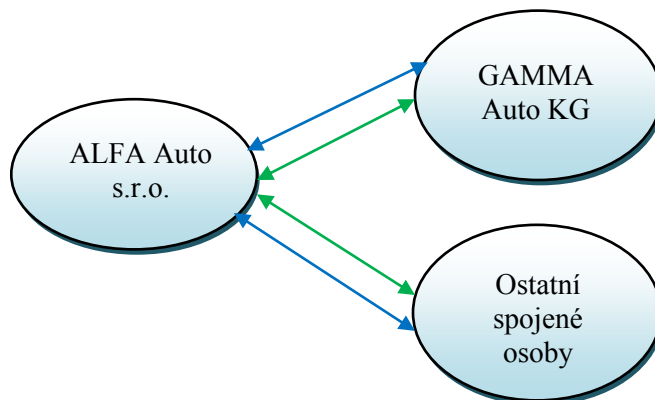 ALFA Auto
s.r.o.
GAMMA
Auto KG
Ostatní
spojené
osoby